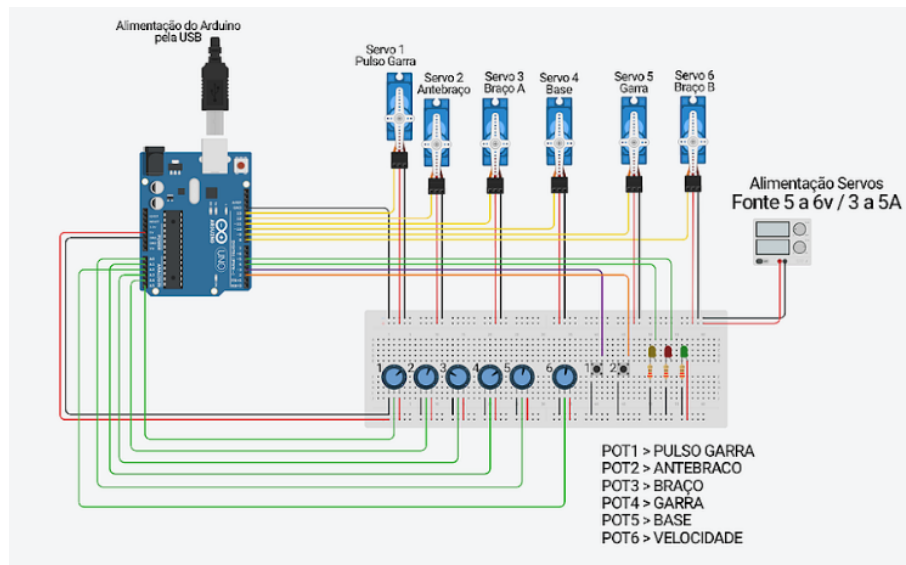 Alimentação do Arduino
pela USB
Servo 1
Pulso Garra
Servo 2
Antebraço
Servo 3
Braço A
Servo 4
Base
Servo 5
Garra
Servo 6
Braço B
Alimentação Servos
Fonte 5 a 6v / 3 a 5A
ARDUINO
UNO
1 2 3 4 5 6 1 2
POT1 > PULSO GARRA
POT2 > ANTEBRACO
POT3 > BRAÇO
POT4 > GARRA
POT5 > BASE
POT6 > VELOCIDADE